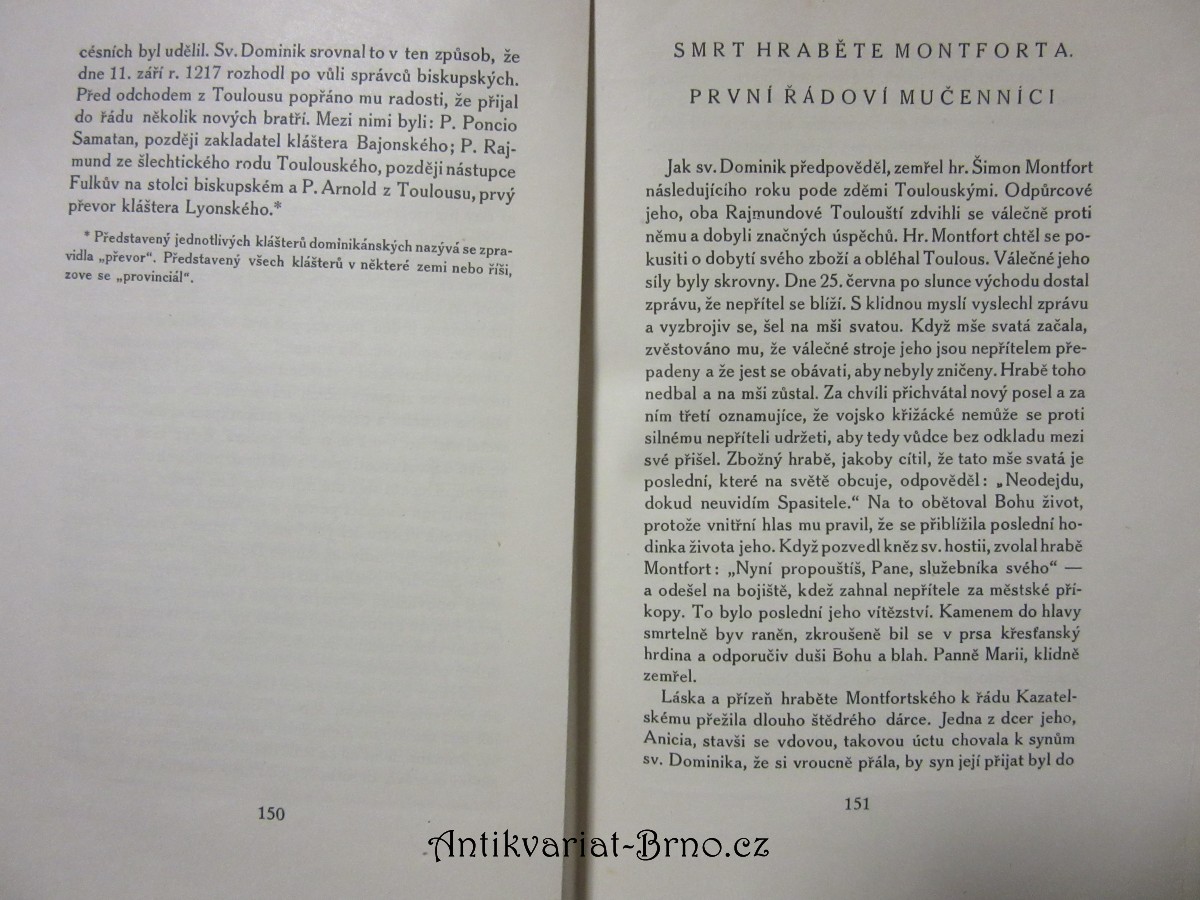 césních byl udělil. Sv. Dominik srovnal to v ten způsob, že
dne 11. září r. 1217 rozhodl po vůli správců biskupských.
Před odchodem z Toulousu popřáno mu radosti, že přijal
do řádu několik nových bratří. Mezi nimi byli: P. Poncio
Samatan, později zakladatel kláštera Bajonského; P. Raj-
mund ze šlechtického rodu Toulouského, později nástupce
Fulkův na stolci biskupském a P. Arnold z Toulousu, prvý
převor kláštera Lyonského.*
* Představený jednotlivých klášterů dominikánských nazývá se zpra-
vidla „převor“. Představený všech klášterů v některé zemi nebo říši,
zove se „provinciál“.
150
SMRT HRABĚTE MONTFORTA.
PRVNÍ ŘÁDOVÍ MUČENNÍCI
Jak sv. Dominik předpověděl, zemřel hr. Šimon Montfort
následujícího roku pode zděmi Toulouskými. Odpůrcové
jeho, oba Rajmundové Toulouští zdvihli se válečně proti
němu a dobyli značných úspěchů. Hr. Montfort chtěl se po-
kusiti o dobytí svého zboží a obléhal Toulous. Válečné jeho
síly byly skrovny. Dne 25. června po slunce východu dostal
zprávu, že nepřítel se blíží. S klidnou myslí vyslechl zprávu
a vyzbrojiv se, šel na mši svatou. Když mše svatá začala,
zvěstováno mu, že válečné stroje jeho jsou nepřítelem pře-
padeny a že jest se obávati, aby nebyly zničeny. Hrabě toho
nedbal a na mši zůstal. Za chvíli přichvátal nový posel a za
ním třetí oznamujíce, že vojsko křižácké nemůže se proti
silnému nepříteli udržeti, aby tedy vůdce bez odkladu mezi
své přišel. Zbožný hrabě, jakoby cítil, že tato mše svatá je
poslední, které na světě obcuje, odpověděl: „Neodejdu,
dokud neuvidím Spasitele.“ Na to obětoval Bohu život,
protože vnitřní hlas mu pravil, že se přiblížila poslední ho-
dinka života jeho. Když pozvedl kněz sv. hostii, zvolal hrabě
Montfort: „Nyní propouštíš, Pane, služebníka svého“ —
a odešel na bojiště, kdež zahnal nepřítele za městské pří-
kopy. To bylo poslední jeho vítězství. Kamenem do hlavy
smrtelně byv raněn, zkroušeně bil se v prsa křesťanský
hrdina a odporučiv duši Bohu a blah. Panně Marii, klidně
zemřel.
Láska a přízeň hraběte Montfortského k řádu Kazatel-
skému přežila dlouho štědrého dárce. Jedna z dcer jeho,
Anicia, stavši se vdovou, takovou úctu chovala k synům
sv. Dominika, že si vroucně přála, by syn její přijat byl do
151
Antikvariat-Brno.cz